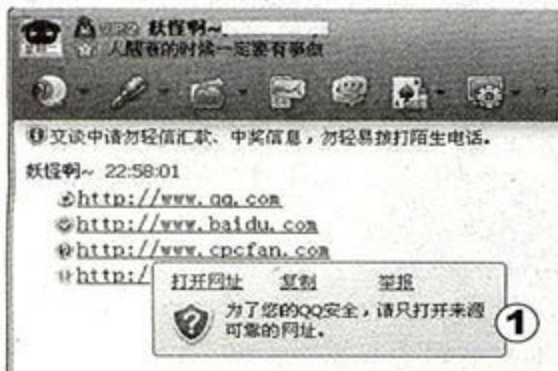 妖怪啊~
人醒着的时候一定要有事做
交谈中请勿轻信汇款、中奖信息，勿轻易拨打陌生电话。
妖怪啊~ 22:58:01
http://www.qq.com
http://www.baidu.com
http://www.cpcfan.com
http:/
打开网址 复制 举报
为了您的QQ安全，请只打开来源
可靠的网址。
1